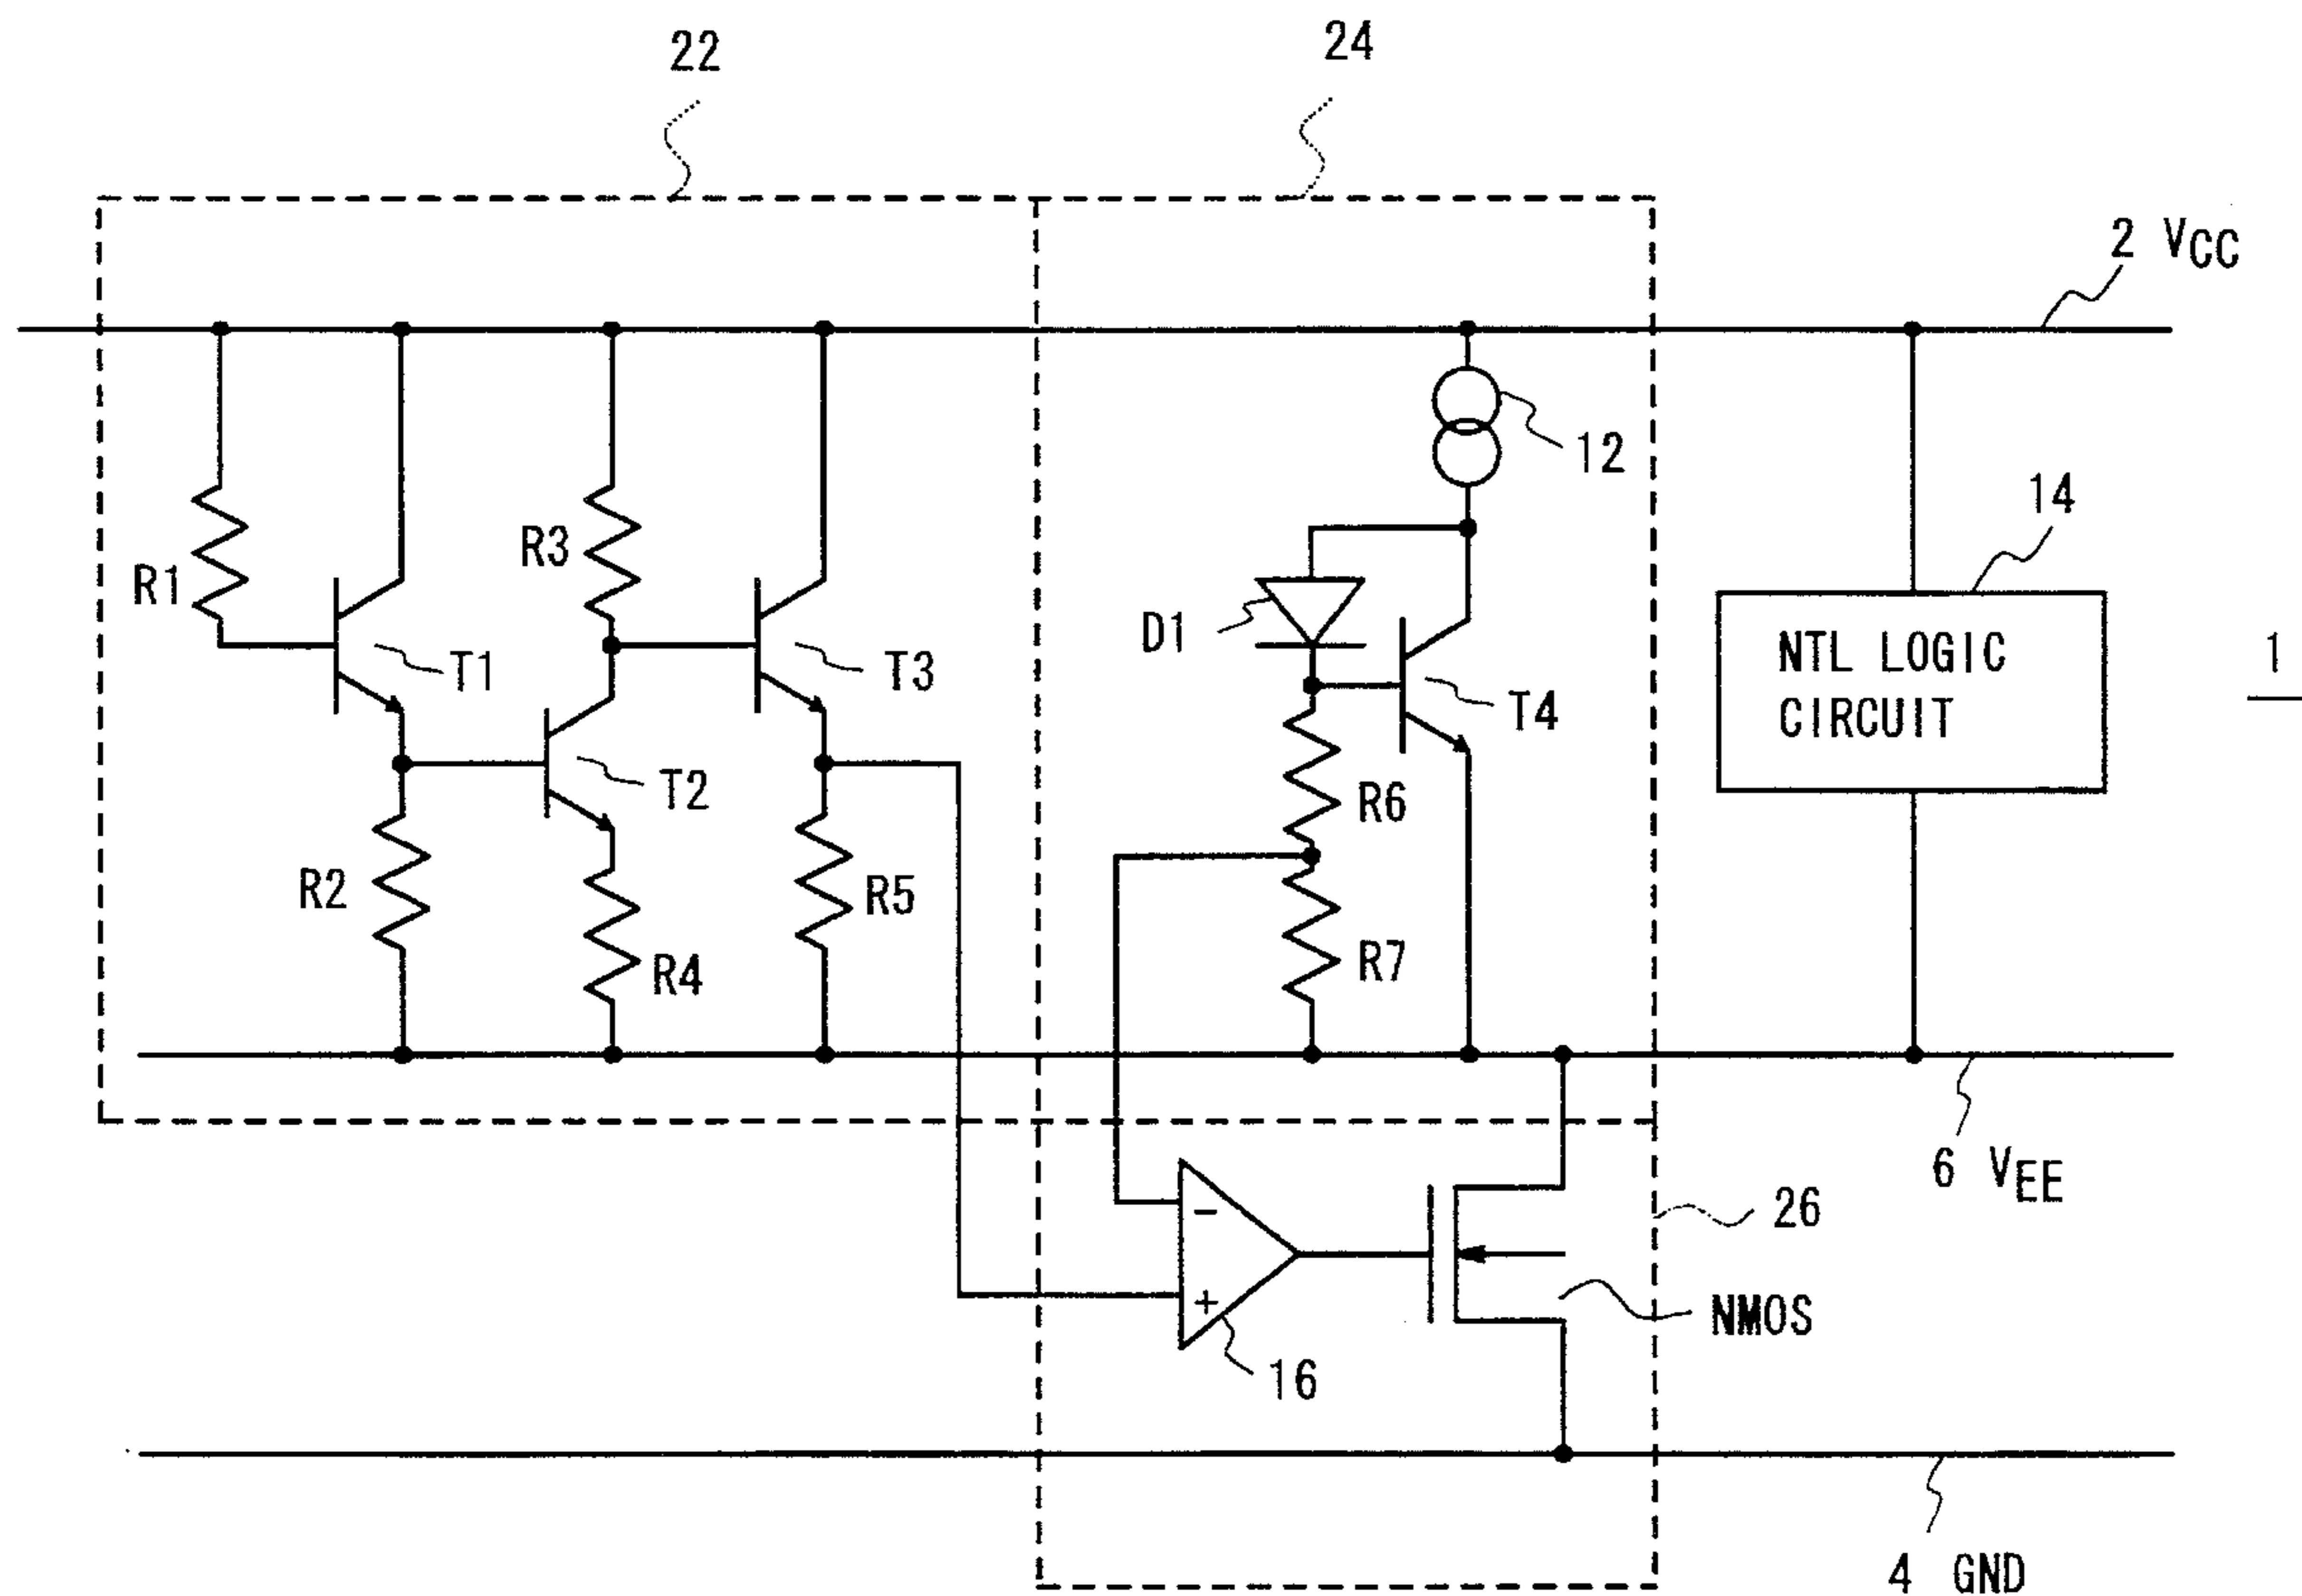 22
24
2 VCC
12
14
R3
R1
D1
NTL LOGIC
CIRCUIT
1
T1
T3
T4
T2
R6
R2
R5
R4
R7
6 VEE
26
-
+
NMOS
16
4 GND